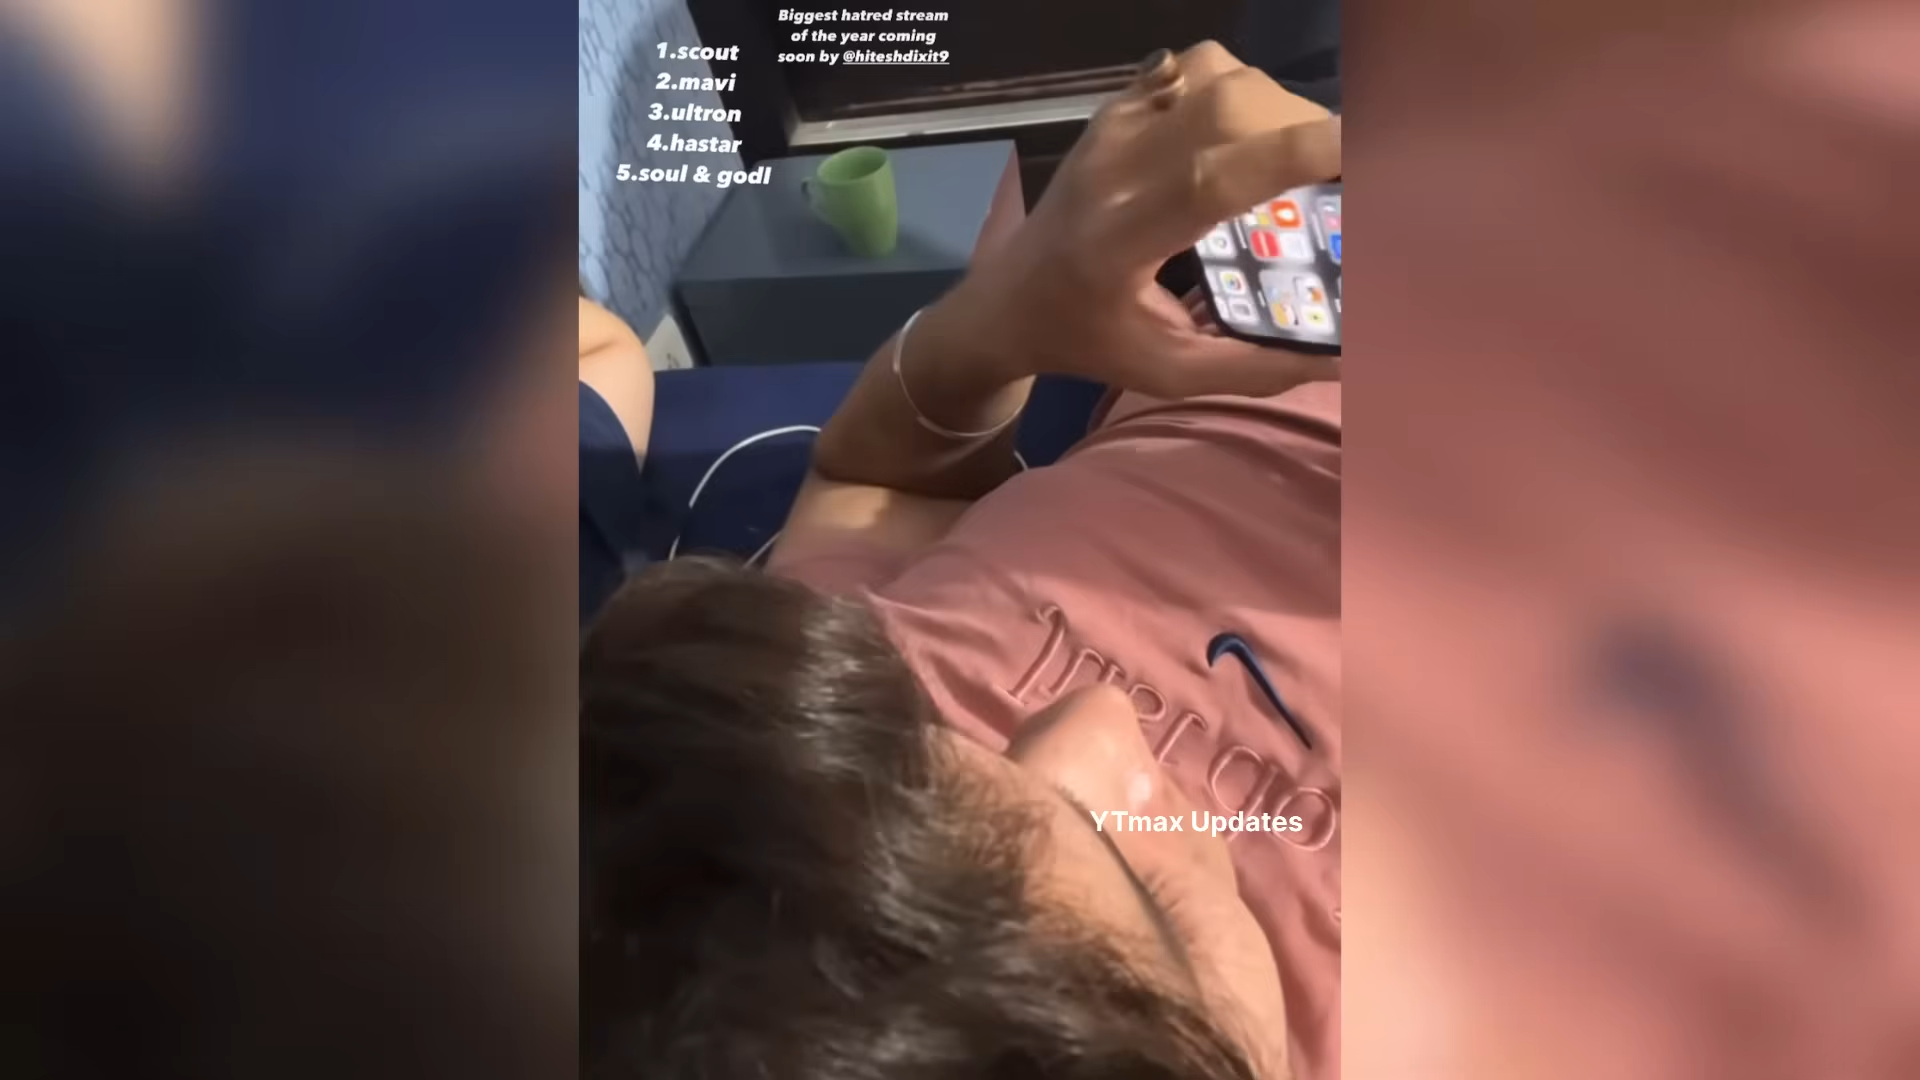 Biggest hatred stream
of the year coming
soon by @hiteshdixit9
1.scout
2.mavi
3.ultron
4.hastar
5.soul & godl
YTmax Updates